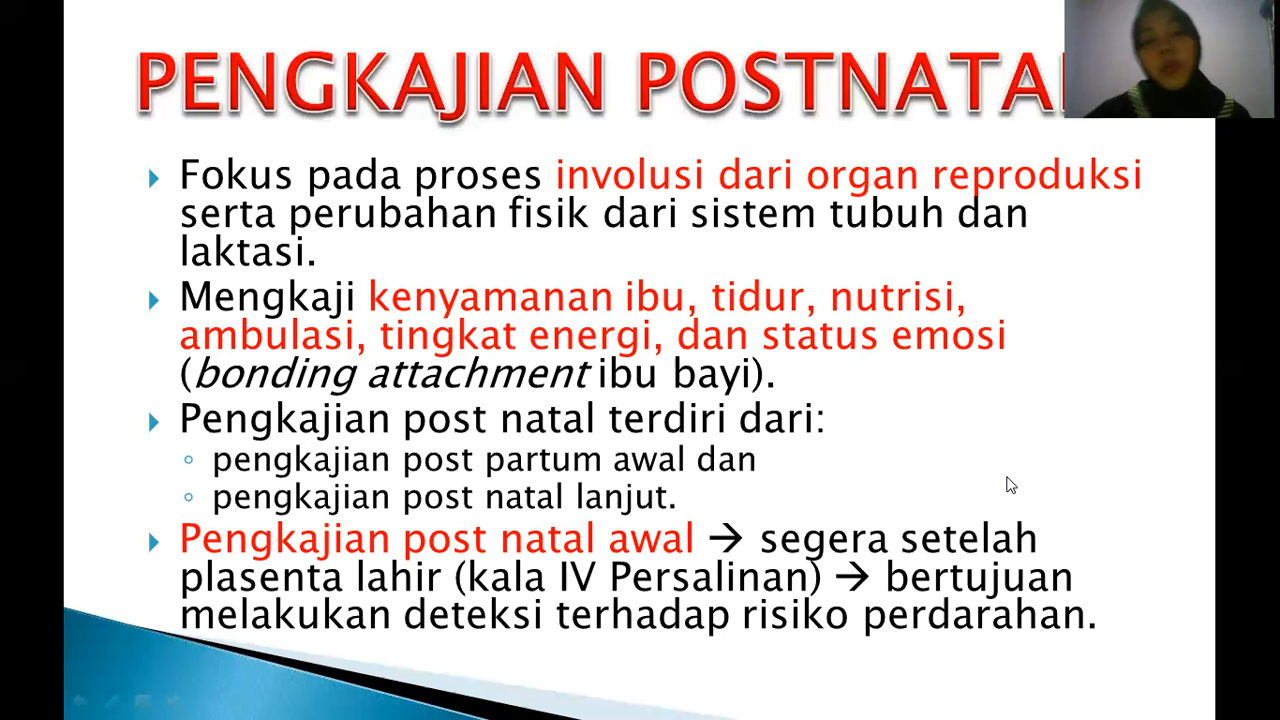 PENGKAJIAN POSTNATAL
Fokus pada proses involusi dari organ reproduksi
serta perubahan fisik dari sistem tubuh dan
laktasi.
Mengkaji kenyamanan ibu, tidur, nutrisi,
ambulasi, tingkat energi, dan status emosi
(bonding attachment ibu bayi).
Pengkajian post natal terdiri dari:
pengkajian post partum awal dan
pengkajian post natal lanjut.
Pengkajian post natal awal → segera setelah
plasenta lahir (kala IV Persalinan) → bertujuan
melakukan deteksi terhadap risiko perdarahan.